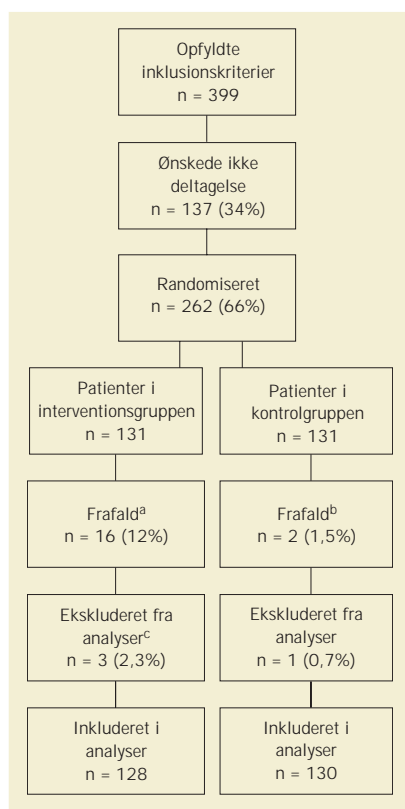 Opfyldte
inklusionskriterier
n = 399
Ønskede ikke
deltagelse
n = 137 (34%)
Randomiseret
n = 262 (66%)
Patienter i
interventionsgruppen
n = 131
Patienter i
kontrolgruppen
n = 131
Frafaldᵃ
n = 16 (12%)
Frafaldᵇ
n = 2 (1,5%)
Ekskluderet fra
analyserᶜ
n = 3 (2,3%)
Ekskluderet fra
analyser
n = 1 (0,7%)
Inkluderet i
analyser
n = 128
Inkluderet i
analyser
n = 130